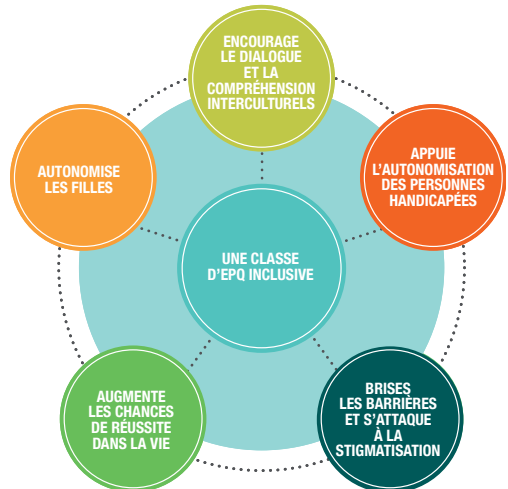 ENCOURAGE
LE DIALOGUE
ET LA
COMPRÉHENSION
INTERCULTURELS
AUTONOMISE
LES FILLES
APPUIE
L'AUTONOMISATION
DES PERSONNES
HANDICAPÉES
UNE CLASSE
D'EPQ INCLUSIVE
AUGMENTE
LES CHANCES
DE RÉUSSITE
DANS LA VIE
BRISES
LES BARRIÈRES
ET S'ATTAQUE
À LA
STIGMATISATION